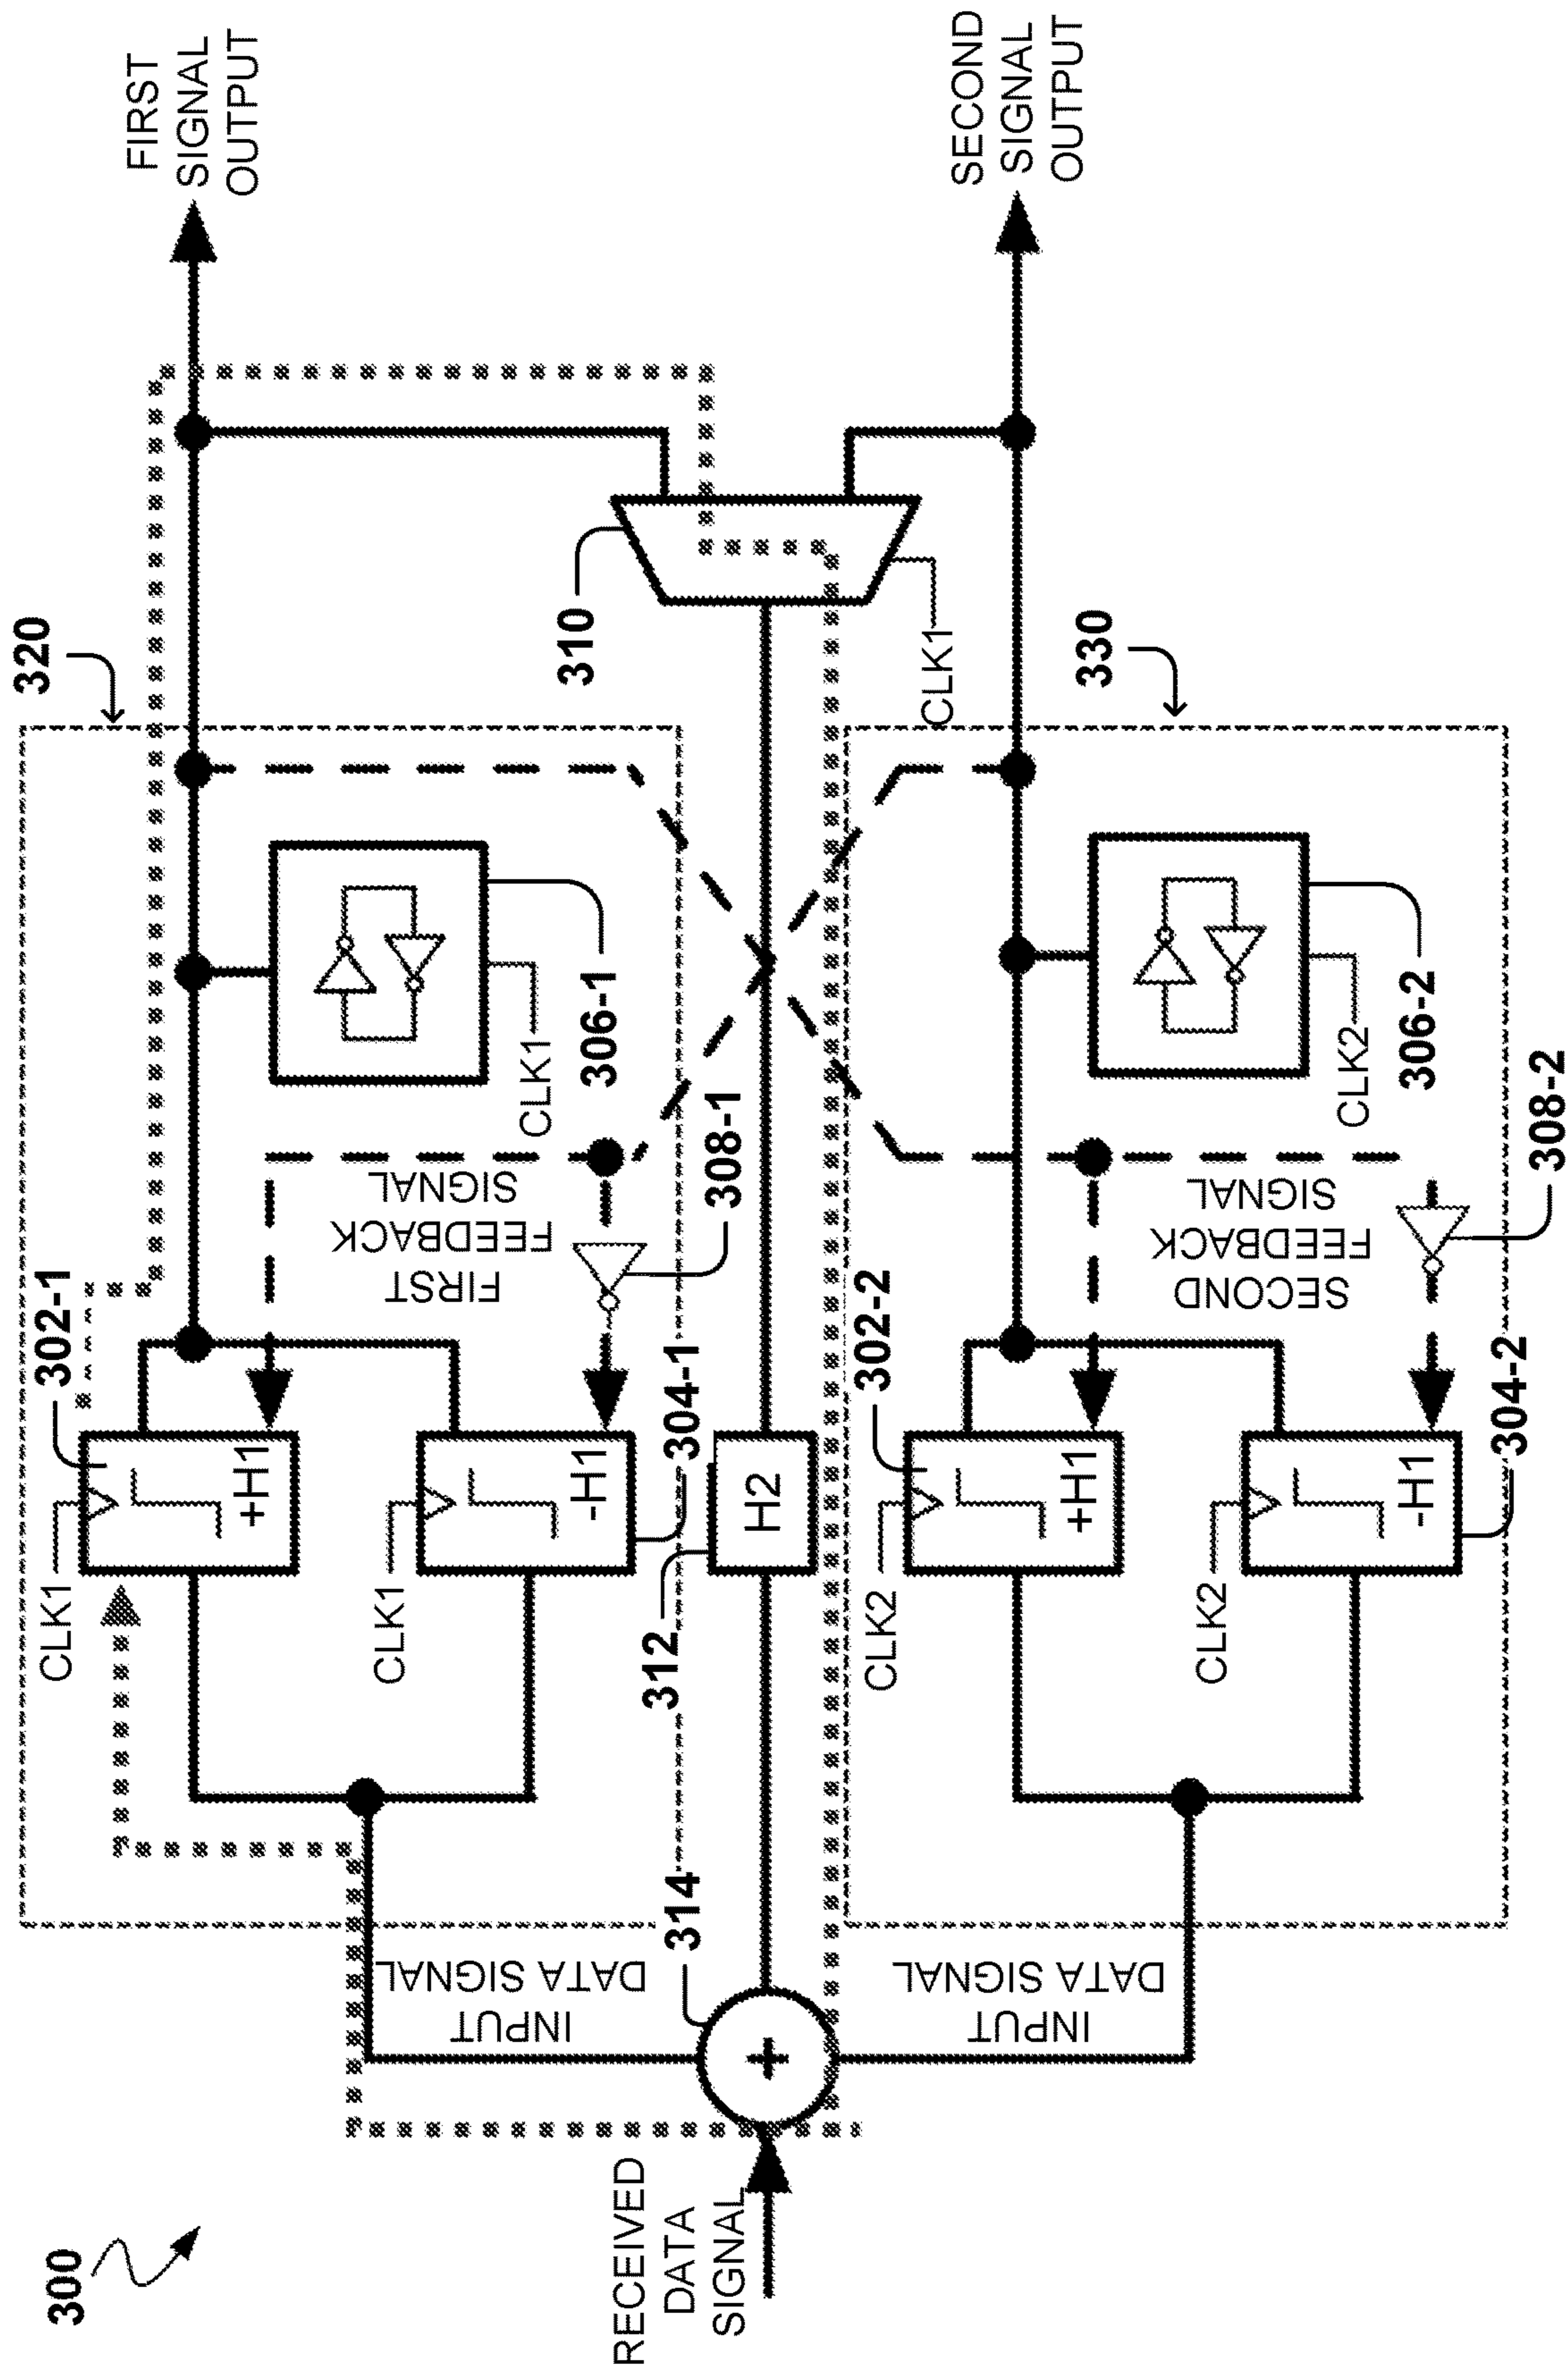 300
RECEIVED
DATA
SIGNAL
314
+
INPUT
DATA SIGNAL
INPUT
DATA SIGNAL
320
CLK1
302-1
+H1
CLK1
-H1
304-1
FIRST
FEEDBACK
SIGNAL
308-1
CLK1
306-1
312
H2
310
CLK1
330
CLK2
302-2
+H1
CLK2
-H1
304-2
SECOND
FEEDBACK
SIGNAL
308-2
CLK2
306-2
FIRST
SIGNAL
OUTPUT
SECOND
SIGNAL
OUTPUT